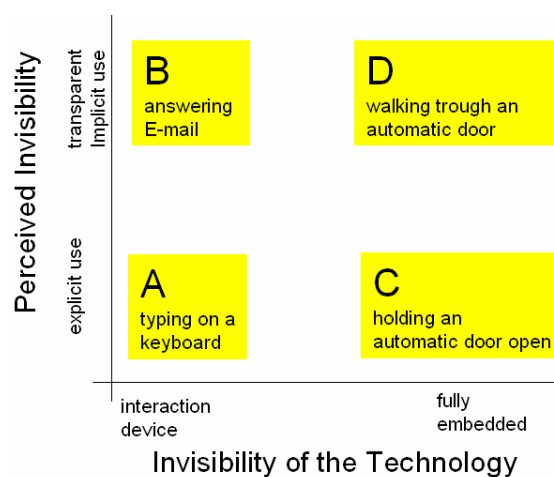 Perceived Invisibility
transparent
Implicit use
explicit use
B
answering
E-mail
D
walking trough an
automatic door
A
typing on a
keyboard
C
holding an
automatic door open
interaction
device
fully
embedded
Invisibility of the Technology